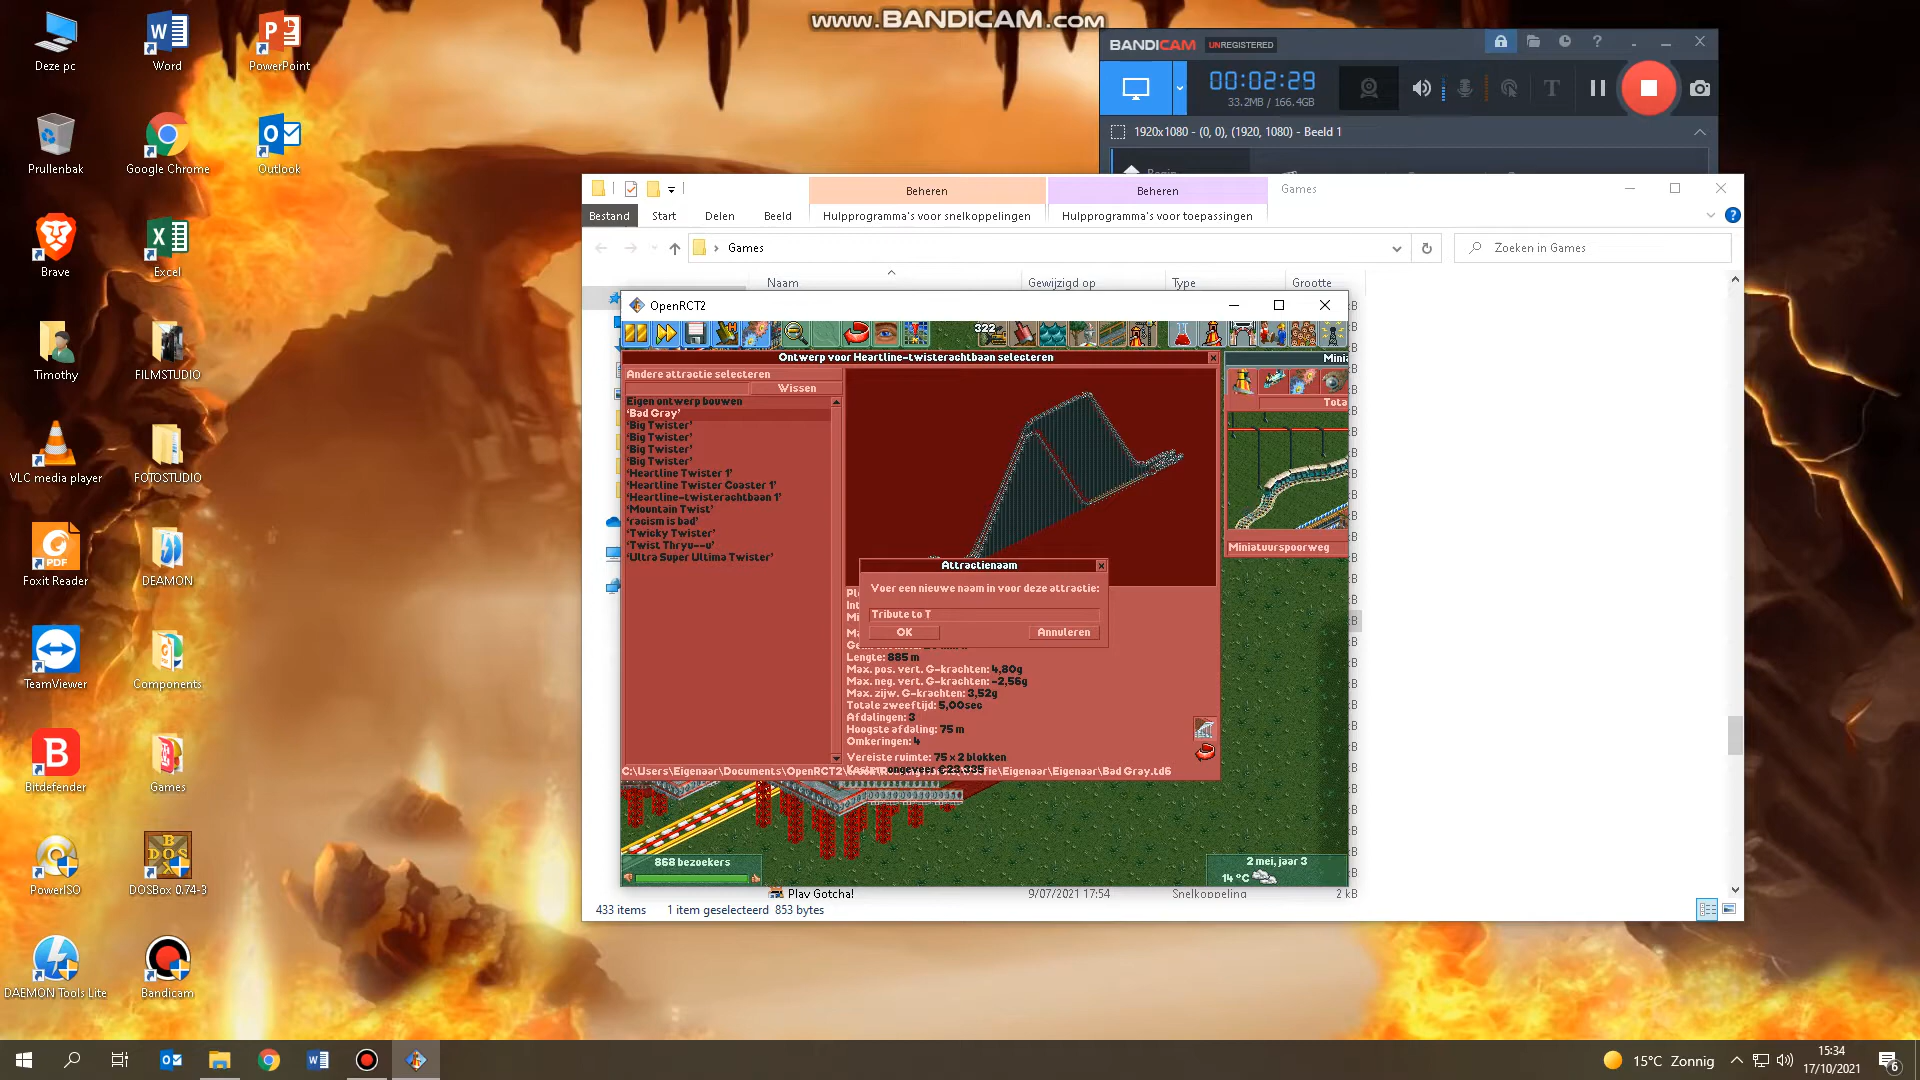 www.BANDICAM.com
Deze pc
Word
PowerPoint
Prullenbak
Google Chrome
Outlook
Brave
Excel
Timothy
FILMSTUDIO
VLC media player
FOTOSTUDIO
Foxit Reader
DEAMON
TeamViewer
Components
Bitdefender
Games
PowerISO
DOSBox 0.74-3
DAEMON Tools Lite
Bandicam
BANDICAM UNREGISTERED
00:02:29
33.2MB / 166.4GB
1920x1080 - (0, 0), (1920, 1080) - Beeld 1
Beheren
Beheren
Games
Bestand
Start
Delen
Beeld
Hulpprogramma's voor snelkoppelingen
Hulpprogramma's voor toepassingen
Games
Zoeken in Games
Naam
Gewijzigd op
Type
Grootte
OpenRCT2
322
Ontwerp voor Heartline-twisterachtbaan selecteren
Andere attractie selecteren
Wissen
Eigen ontwerp bouwen
'Bad Gray'
'Big Twister'
'Big Twister'
'Big Twister'
'Big Twister'
'Heartline Twister 1'
'Heartline Twister Coaster 1'
'Heartline-twisterachtbaan 1'
'Mountain Twist'
'racism is bad'
'Twicky Twister'
'Twist Thryu--u'
'Ultra Super Ultima Twister'
Attractienaam
Voer een nieuwe naam in voor deze attractie:
Tribute to T
OK
Annuleren
Lengte: 885 m
Max. pos. vert. G-krachten: 4,80g
Max. neg. vert. G-krachten: -2,56g
Max. zijw. G-krachten: 3,52g
Totale zweeftijd: 5,00sec
Afdalingen: 3
Hoogste afdaling: 75 m
Omkeringen: 4
Vereiste ruimte: 75 x 2 blokken
Miniatuurspoorweg
868 bezoekers
2 mei, jaar 3
14 °C
Play Gotcha!
9/07/2021 17:54
Snelkoppeling
2 kB
433 items
1 item geselecteerd 853 bytes
15°C Zonnig
15:34
17/10/2021
6